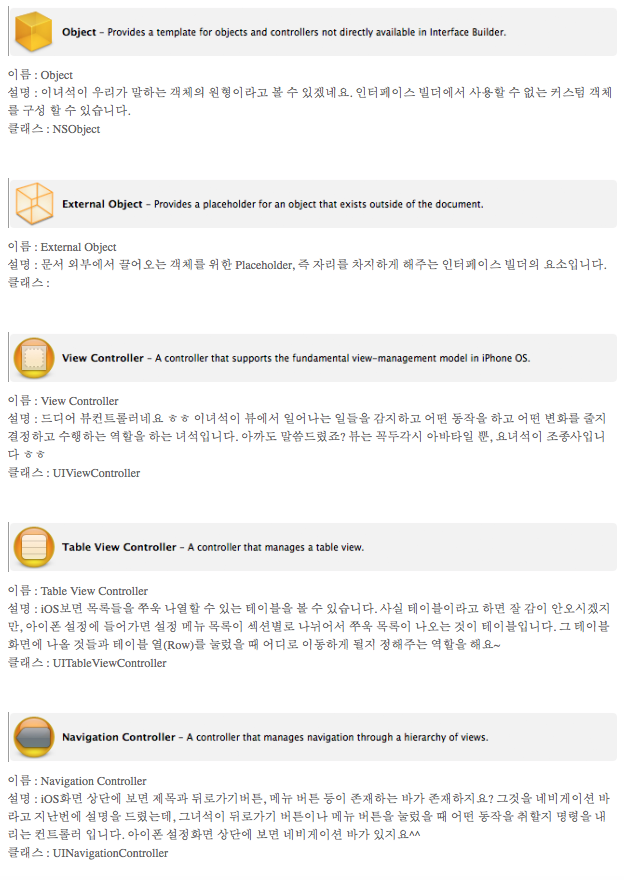 Object – Provides a template for objects and controllers not directly available in Interface Builder.
이름 : Object
설명 : 이녀석이 우리가 말하는 객체의 원형이라고 볼 수 있겠네요. 인터페이스 빌더에서 사용할 수 없는 커스텀 객체
를 구성 할 수 있습니다.
클래스 : NSObject
External Object – Provides a placeholder for an object that exists outside of the document.
이름 : External Object
설명 : 문서 외부에서 끌어오는 객체를 위한 Placeholder, 즉 자리를 차지하게 해주는 인터페이스 빌더의 요소입니다.
클래스 :
View Controller – A controller that supports the fundamental view-management model in iPhone OS.
이름 : View Controller
설명 : 드디어 뷰컨트롤러네요 ㅎㅎ 이녀석이 뷰에서 일어나는 일들을 감지하고 어떤 동작을 하고 어떤 변화를 줄지
결정하고 수행하는 역할을 하는 녀석입니다. 아까도 말씀드렸죠? 뷰는 꼭두각시 아바타일 뿐, 요녀석이 조종사입니
다 ㅎㅎ
클래스 : UIViewController
Table View Controller – A controller that manages a table view.
이름 : Table View Controller
설명 : iOS보면 목록들을 쭈욱 나열할 수 있는 테이블을 볼 수 있습니다. 사실 테이블이라고 하면 잘 감이 안오시겠지
만, 아이폰 설정에 들어가면 설정 메뉴 목록이 섹션별로 나뉘어서 쭈욱 목록이 나오는 것이 테이블입니다. 그 테이블
화면에 나올 것들과 테이블 열(Row)를 눌렀을 때 어디로 이동하게 될지 정해주는 역할을 해요~
클래스 : UITableViewController
Navigation Controller – A controller that manages navigation through a hierarchy of views.
이름 : Navigation Controller
설명 : iOS화면 상단에 보면 제목과 뒤로가기버튼, 메뉴 버튼 등이 존재하는 바가 존재하지요? 그것을 네비게이션 바
라고 지난번에 설명을 드렸는데, 그녀석이 뒤로가기 버튼이나 메뉴 버튼을 눌렀을 때 어떤 동작을 취할지 명령을 내
리는 컨트롤러 입니다. 아이폰 설정화면 상단에 보면 네비게이션 바가 있지요^^
클래스 : UINavigationController